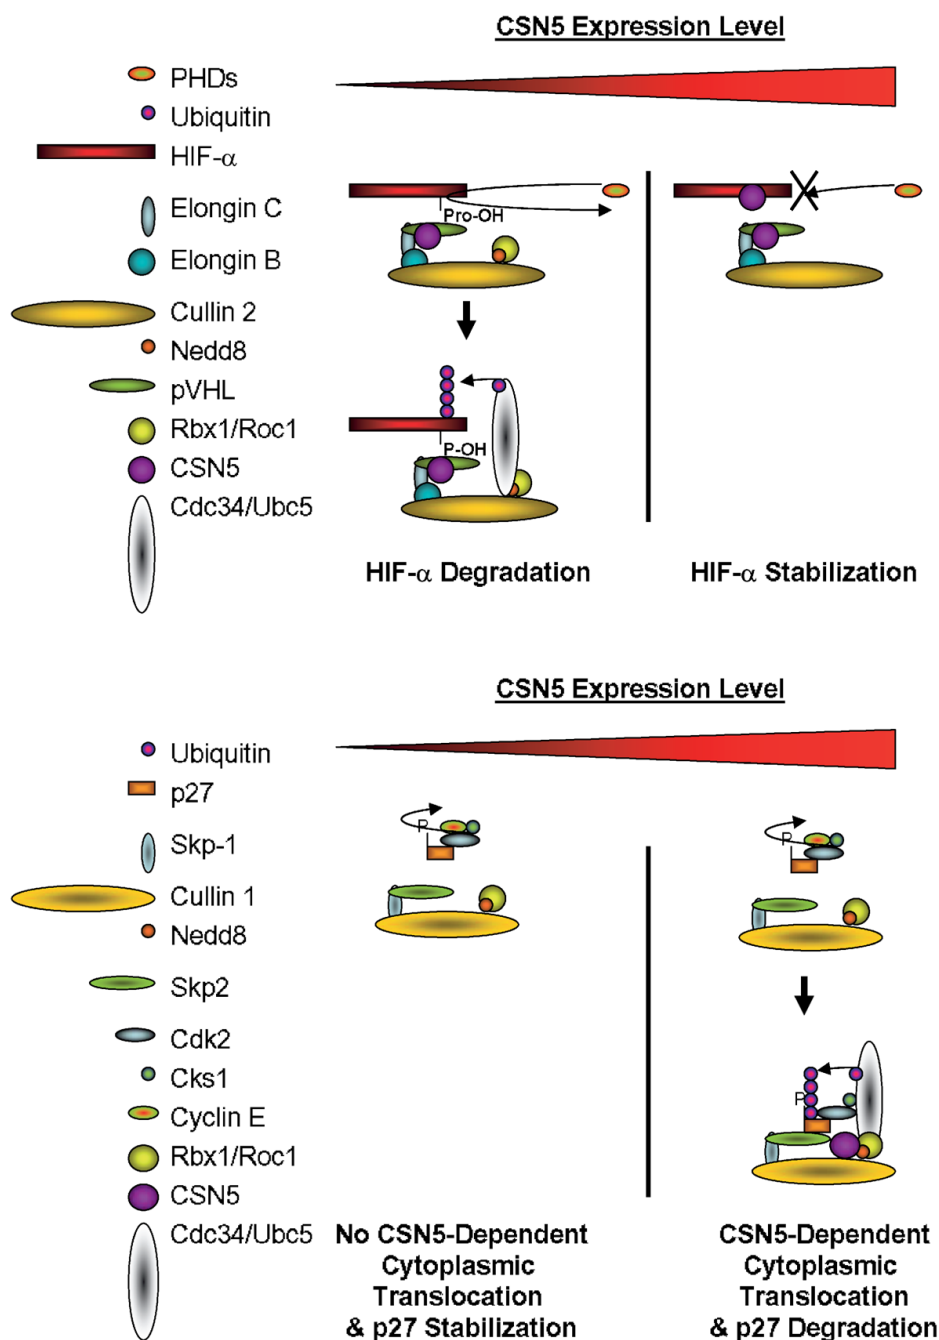 CSN5 Expression Level
PHDs
Ubiquitin
HIF-α
Elongin C
Elongin B
Cullin 2
Nedd8
pVHL
Rbx1/Roc1
CSN5
Cdc34/Ubc5
Pro-OH
P-OH
HIF-α Degradation
HIF-α Stabilization
CSN5 Expression Level
Ubiquitin
p27
Skp-1
Cullin 1
Nedd8
Skp2
Cdk2
Cks1
Cyclin E
Rbx1/Roc1
CSN5
Cdc34/Ubc5
P
P
P
No CSN5-Dependent
Cytoplasmic
Translocation
& p27 Stabilization
CSN5-Dependent
Cytoplasmic
Translocation
& p27 Degradation